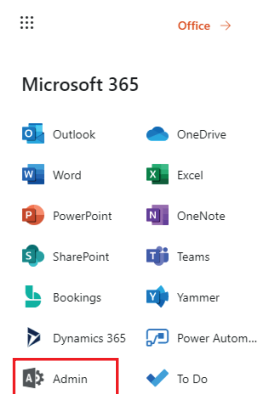 Office →
Microsoft 365
Outlook OneDrive
Word Excel
PowerPoint OneNote
SharePoint Teams
Bookings Yammer
Dynamics 365 Power Autom...
Admin To Do